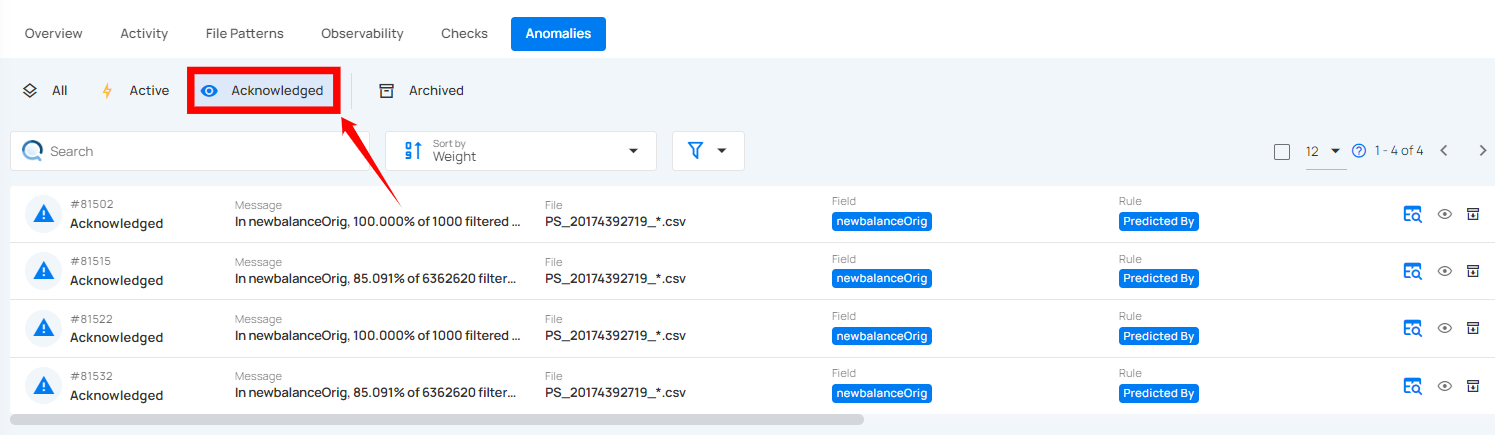 Overview Activity File Patterns Observability Checks Anomalies
All Active Acknowledged Archived
Search Sort by Weight 12 1 - 4 of 4
#81502 Message File Field Rule
Acknowledged In newbalanceOrig, 100.000% of 1000 filtered ... PS_20174392719_*.csv newbalanceOrig Predicted By
#81515 Message File Field Rule
Acknowledged In newbalanceOrig, 85.091% of 6362620 filter... PS_20174392719_*.csv newbalanceOrig Predicted By
#81522 Message File Field Rule
Acknowledged In newbalanceOrig, 100.000% of 1000 filtered ... PS_20174392719_*.csv newbalanceOrig Predicted By
#81532 Message File Field Rule
Acknowledged In newbalanceOrig, 85.091% of 6362620 filter... PS_20174392719_*.csv newbalanceOrig Predicted By